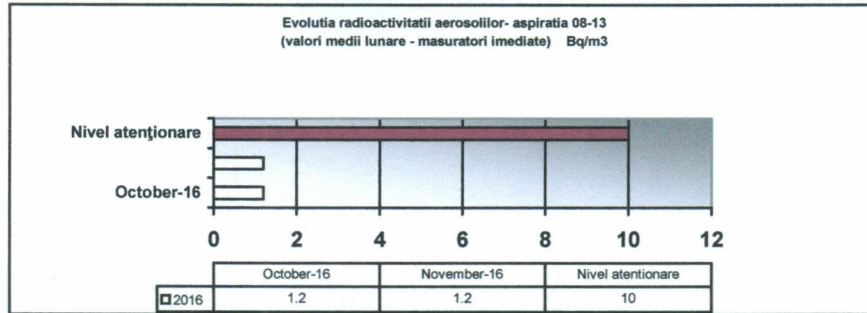 Evolutia radioactivitatii aerosolilor- aspiratia 08-13
(valori medii lunare - masuratori imediate) Bq/m3
Nivel atenţionare
October-16
0 2 4 6 8 10 12
October-16 November-16 Nivel atentionare
2016 1.2 1.2 10